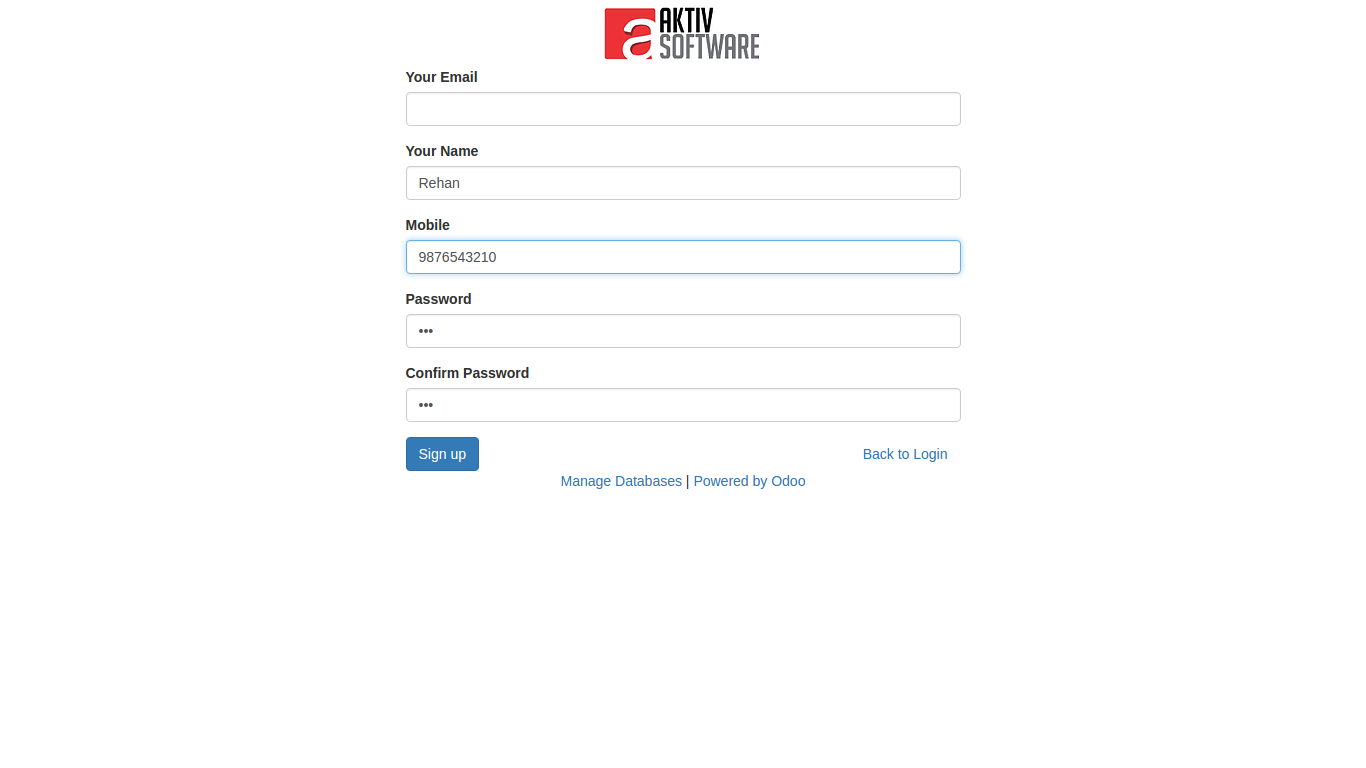 AKTIV
SOFTWARE
Your Email
Your Name
Rehan
Mobile
9876543210
Password
•••
Confirm Password
•••
Sign up Back to Login
Manage Databases | Powered by Odoo